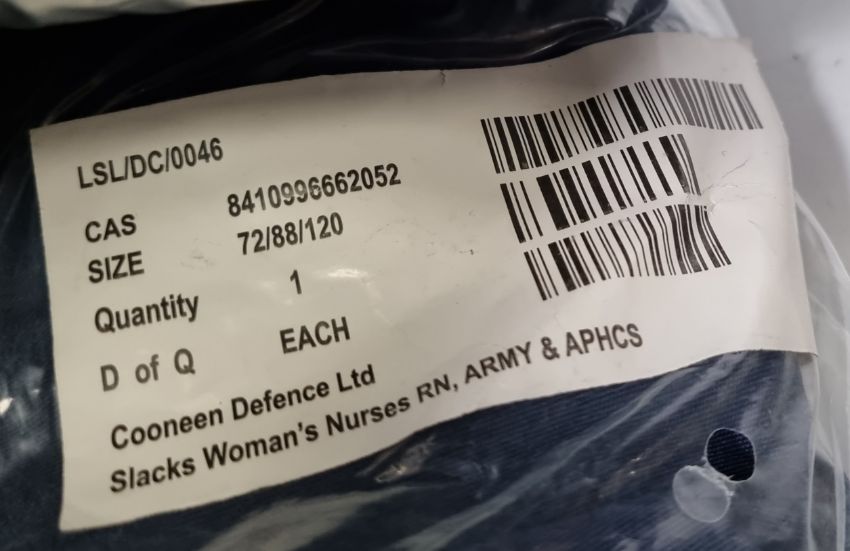 LSL/DC/0046
CAS 8410996662052
SIZE 72/88/120
Quantity 1
D of Q EACH
Cooneen Defence Ltd
Slacks Woman's Nurses RN, ARMY & APHCS